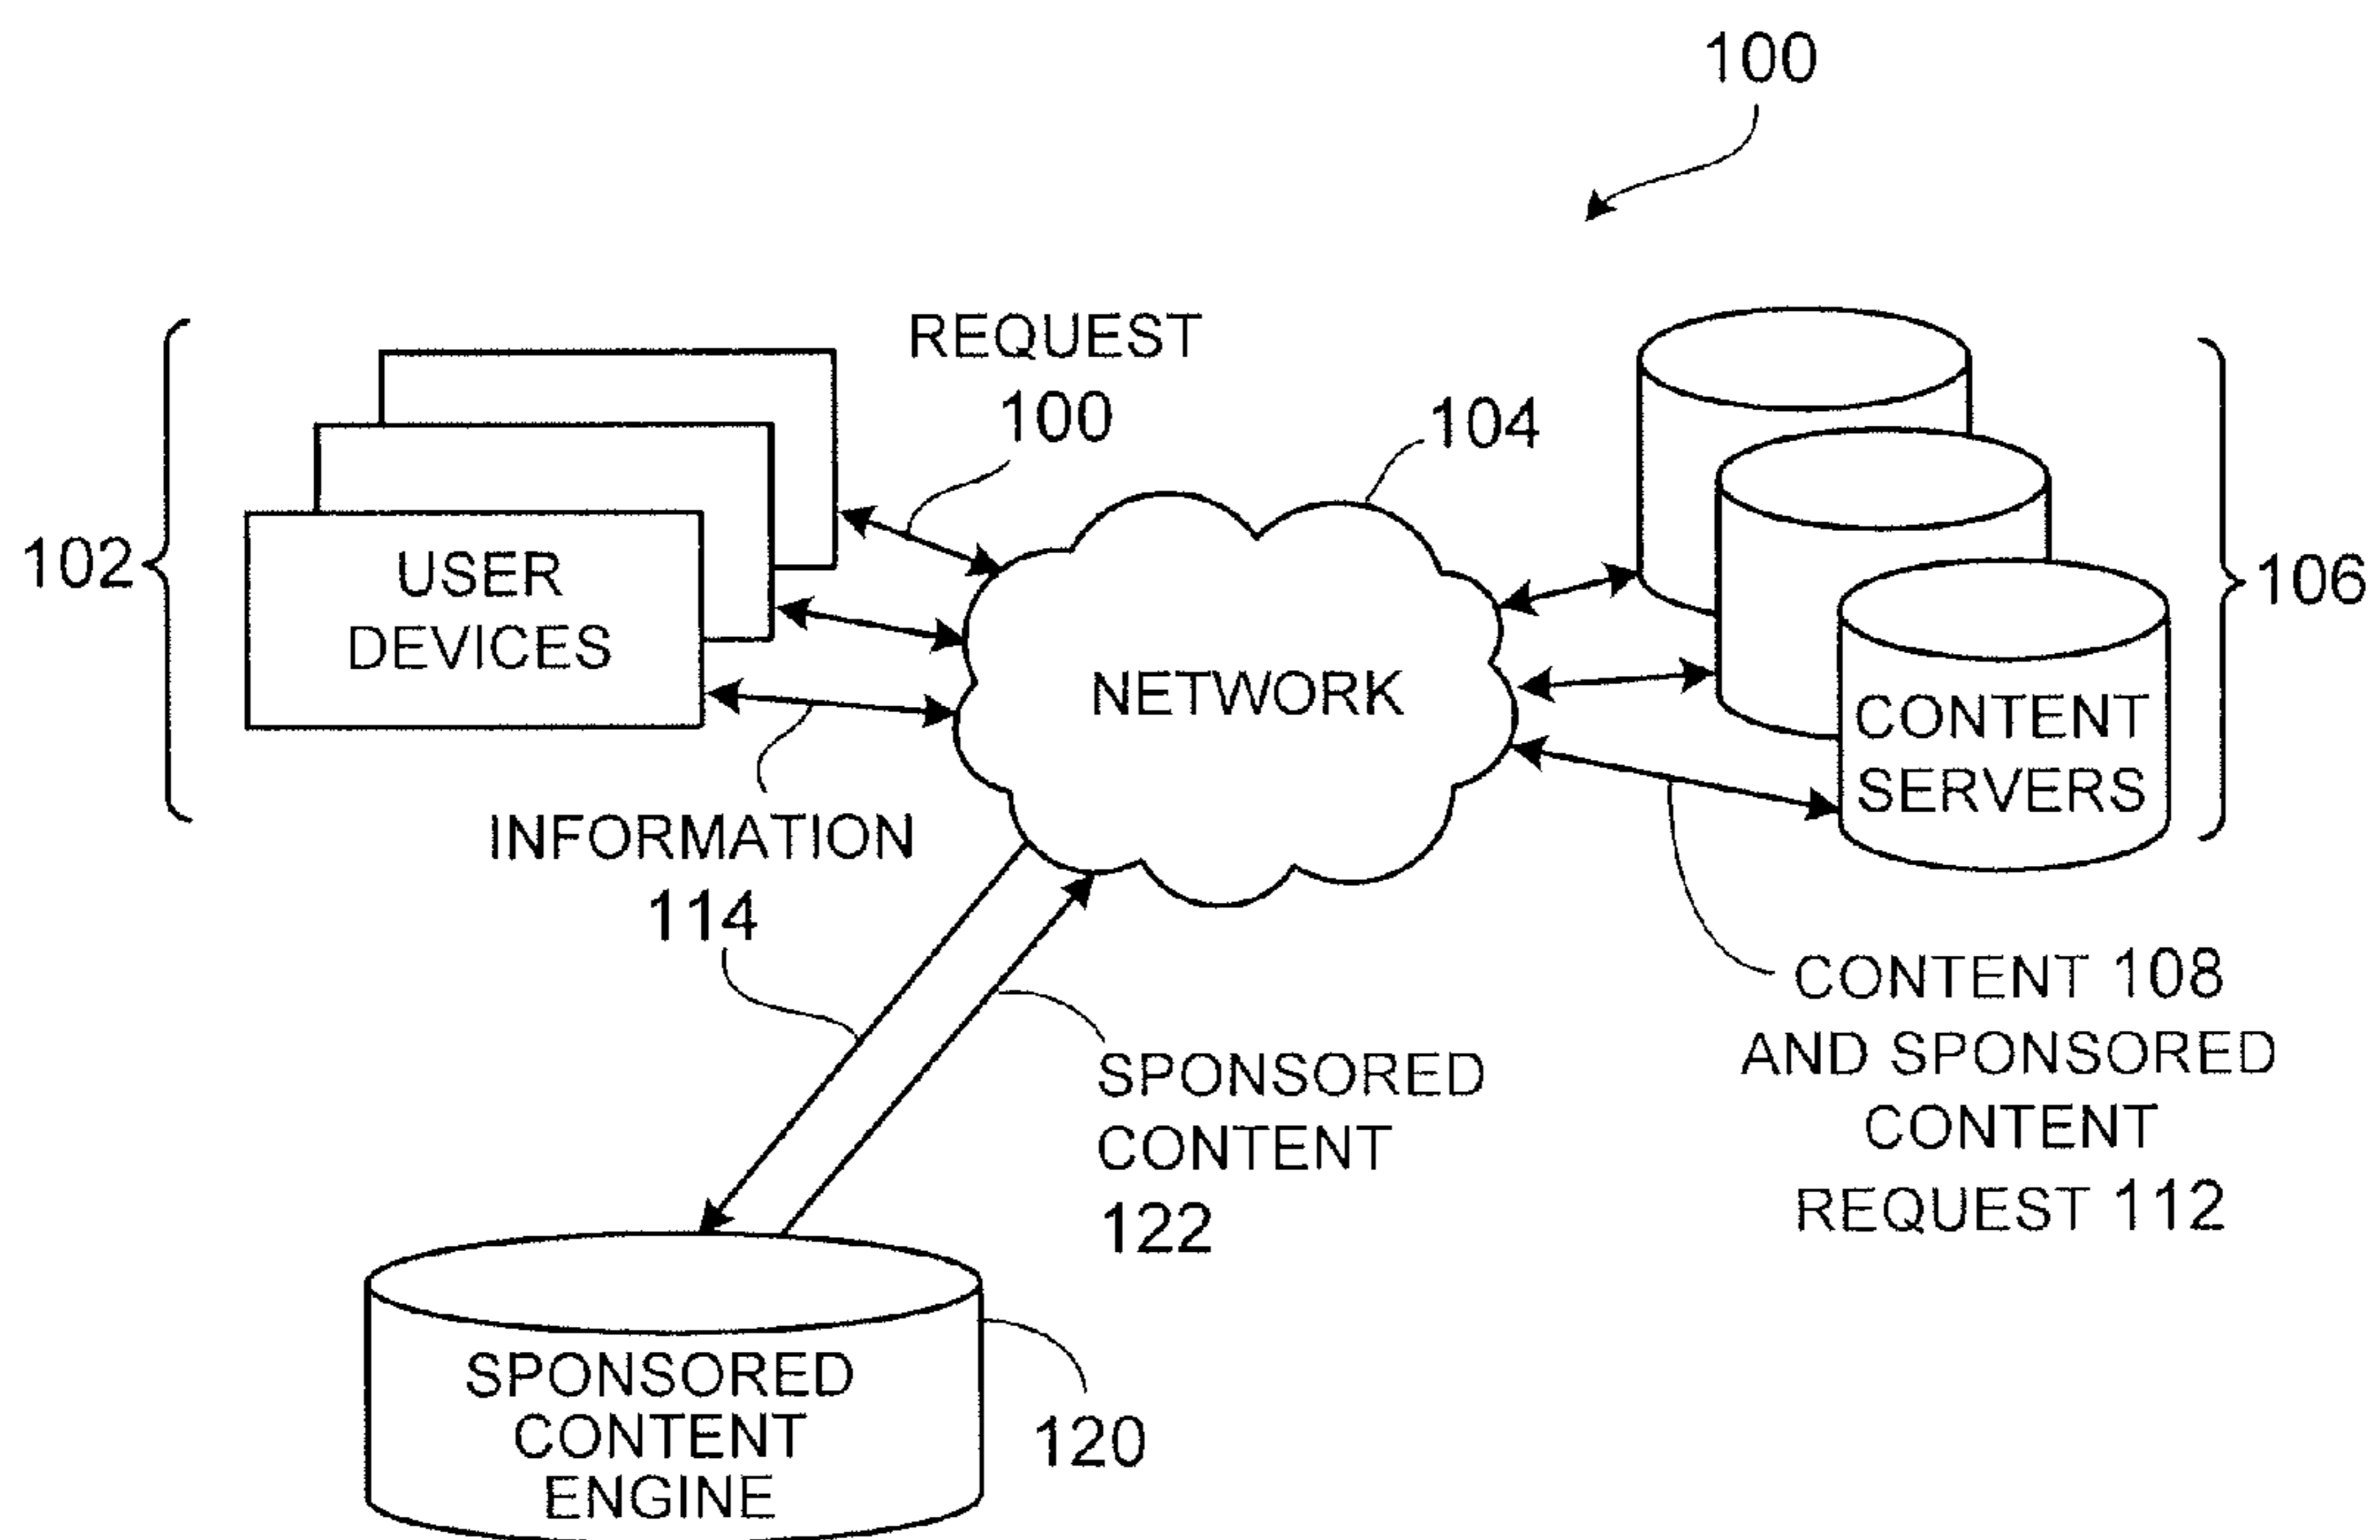 100
REQUEST
100
104
102
USER
DEVICES
NETWORK
106
CONTENT
SERVERS
INFORMATION
114
CONTENT 108
AND SPONSORED
CONTENT
REQUEST 112
SPONSORED
CONTENT
122
SPONSORED
CONTENT
ENGINE
120